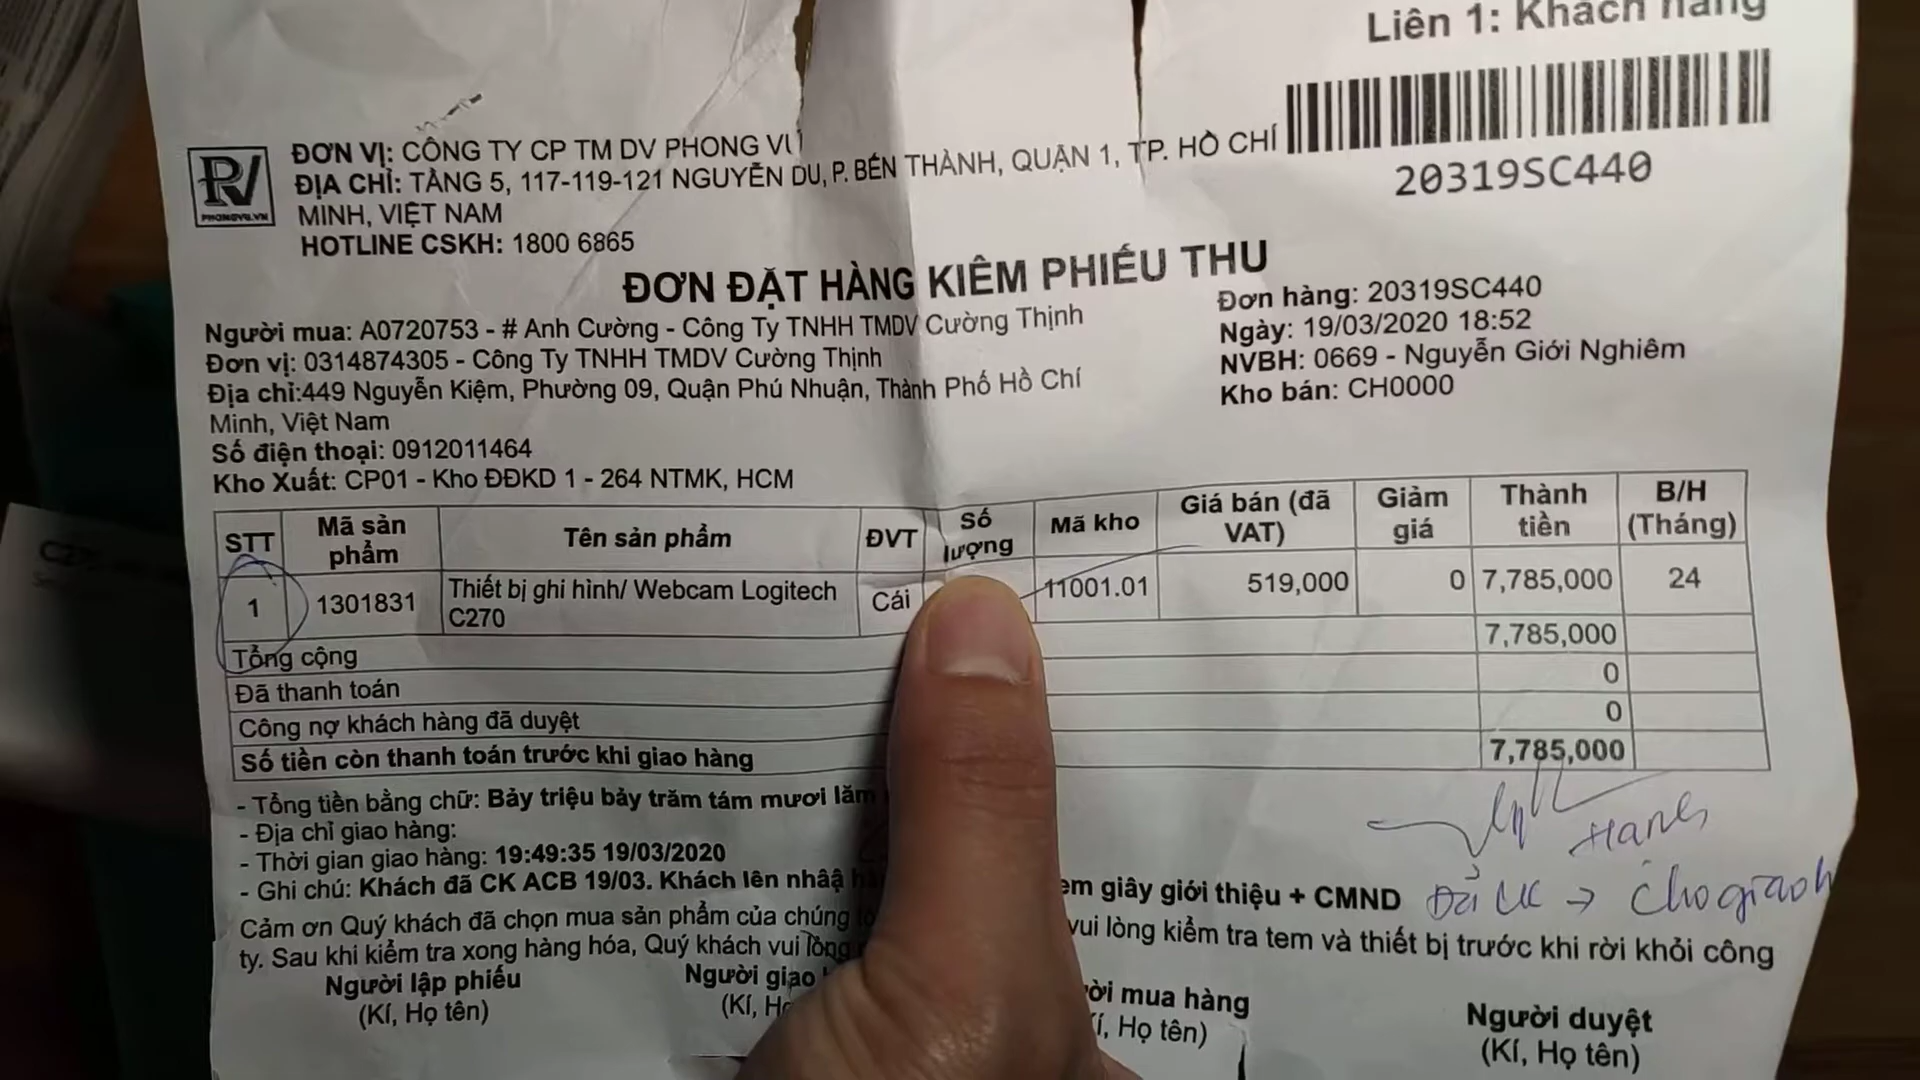 Liên 1: Khách hàng
20319SC440
PHONGVU.VN
ĐƠN VỊ: CÔNG TY CP TM DV PHONG VŨ
ĐỊA CHỈ: TẦNG 5, 117-119-121 NGUYỄN DU, P. BẾN THÀNH, QUẬN 1, TP. HỒ CHÍ
MINH, VIỆT NAM
HOTLINE CSKH: 1800 6865
ĐƠN ĐẶT HÀNG KIÊM PHIẾU THU
Người mua: A0720753 - # Anh Cường - Công Ty TNHH TMDV Cường Thịnh
Đơn vị: 0314874305 - Công Ty TNHH TMDV Cường Thịnh
Địa chỉ:449 Nguyễn Kiệm, Phường 09, Quận Phú Nhuận, Thành Phố Hồ Chí
Minh, Việt Nam
Số điện thoại: 0912011464
Kho Xuất: CP01 - Kho ĐĐKD 1 - 264 NTMK, HCM
Đơn hàng: 20319SC440
Ngày: 19/03/2020 18:52
NVBH: 0669 - Nguyễn Giới Nghiêm
Kho bán: CH0000
STT Mã sản phẩm Tên sản phẩm ĐVT Số lượng Mã kho Giá bán (đã VAT) Giảm giá Thành tiền B/H (Tháng)
1 1301831 Thiết bị ghi hình/ Webcam Logitech Cái 11001.01 519,000 0 7,785,000 24
C270
Tổng cộng 7,785,000
Đã thanh toán 0
Công nợ khách hàng đã duyệt 0
Số tiền còn thanh toán trước khi giao hàng 7,785,000
- Tổng tiền bằng chữ: Bảy triệu bảy trăm tám mươi lăm
- Địa chỉ giao hàng:
- Thời gian giao hàng: 19:49:35 19/03/2020
- Ghi chú: Khách đã CK ACB 19/03. Khách lên nhâậ em giây giới thiệu + CMND
Đã CK → cho giao h
Cảm ơn Quý khách đã chọn mua sản phẩm của chúng vui lòng kiểm tra tem và thiết bị trước khi rời khỏi công
ty. Sau khi kiểm tra xong hàng hóa, Quý khách vui lòng
Người lập phiếu Người giao mua hàng Người duyệt
(Kí, Họ tên) (Kí, Họ tên) (Kí, Họ tên)